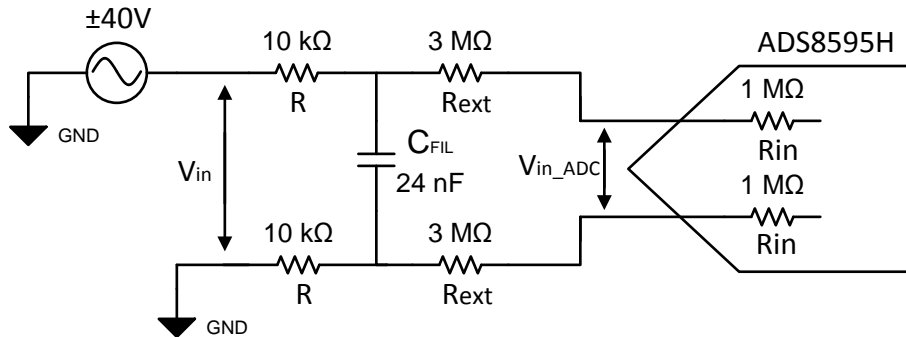 ±40V
10 kΩ
3 MΩ
ADS8595H
1 MΩ
R
Rext
GND
CFIL
24 nF
Vin
Vin_ADC
Rin
1 MΩ
10 kΩ
3 MΩ
Rin
R
Rext
GND